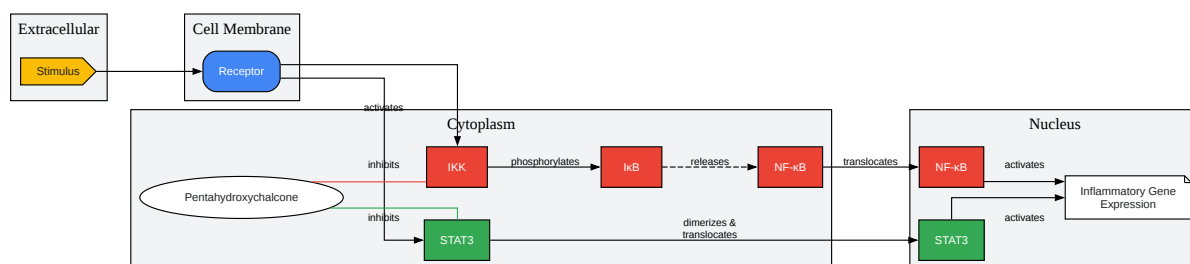 Extracellular
Cell Membrane
Stimulus
Receptor
activates
Cytoplasm
Nucleus
inhibits
IKK
phosphorylates
IκB
releases
NF-κB
translocates
NF-κB
activates
Pentahydroxychalcone
Inflammatory Gene
Expression
inhibits
STAT3
dimerizes &
translocates
STAT3
activates